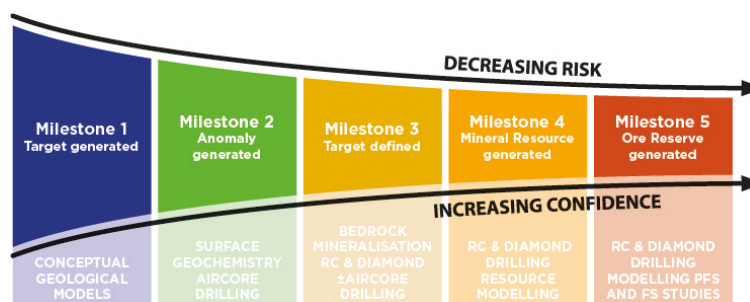 DECREASING RISK
Milestone 1
Target generated
Milestone 2
Anomaly
generated
Milestone 3
Target defined
Milestone 4
Mineral Resource
generated
Milestone 5
Ore Reserve
generated
INCREASING CONFIDENCE
CONCEPTUAL
GEOLOGICAL
MODELS
SURFACE
GEOCHEMISTRY
AIRCORE
DRILLING
BEDROCK
MINERALISATION
RC & DIAMOND
±AIRCORE
DRILLING
RC & DIAMOND
DRILLING
RESOURCE
MODELLING
RC & DIAMOND
DRILLING
MODELLING PFS
AND FS STUDIES